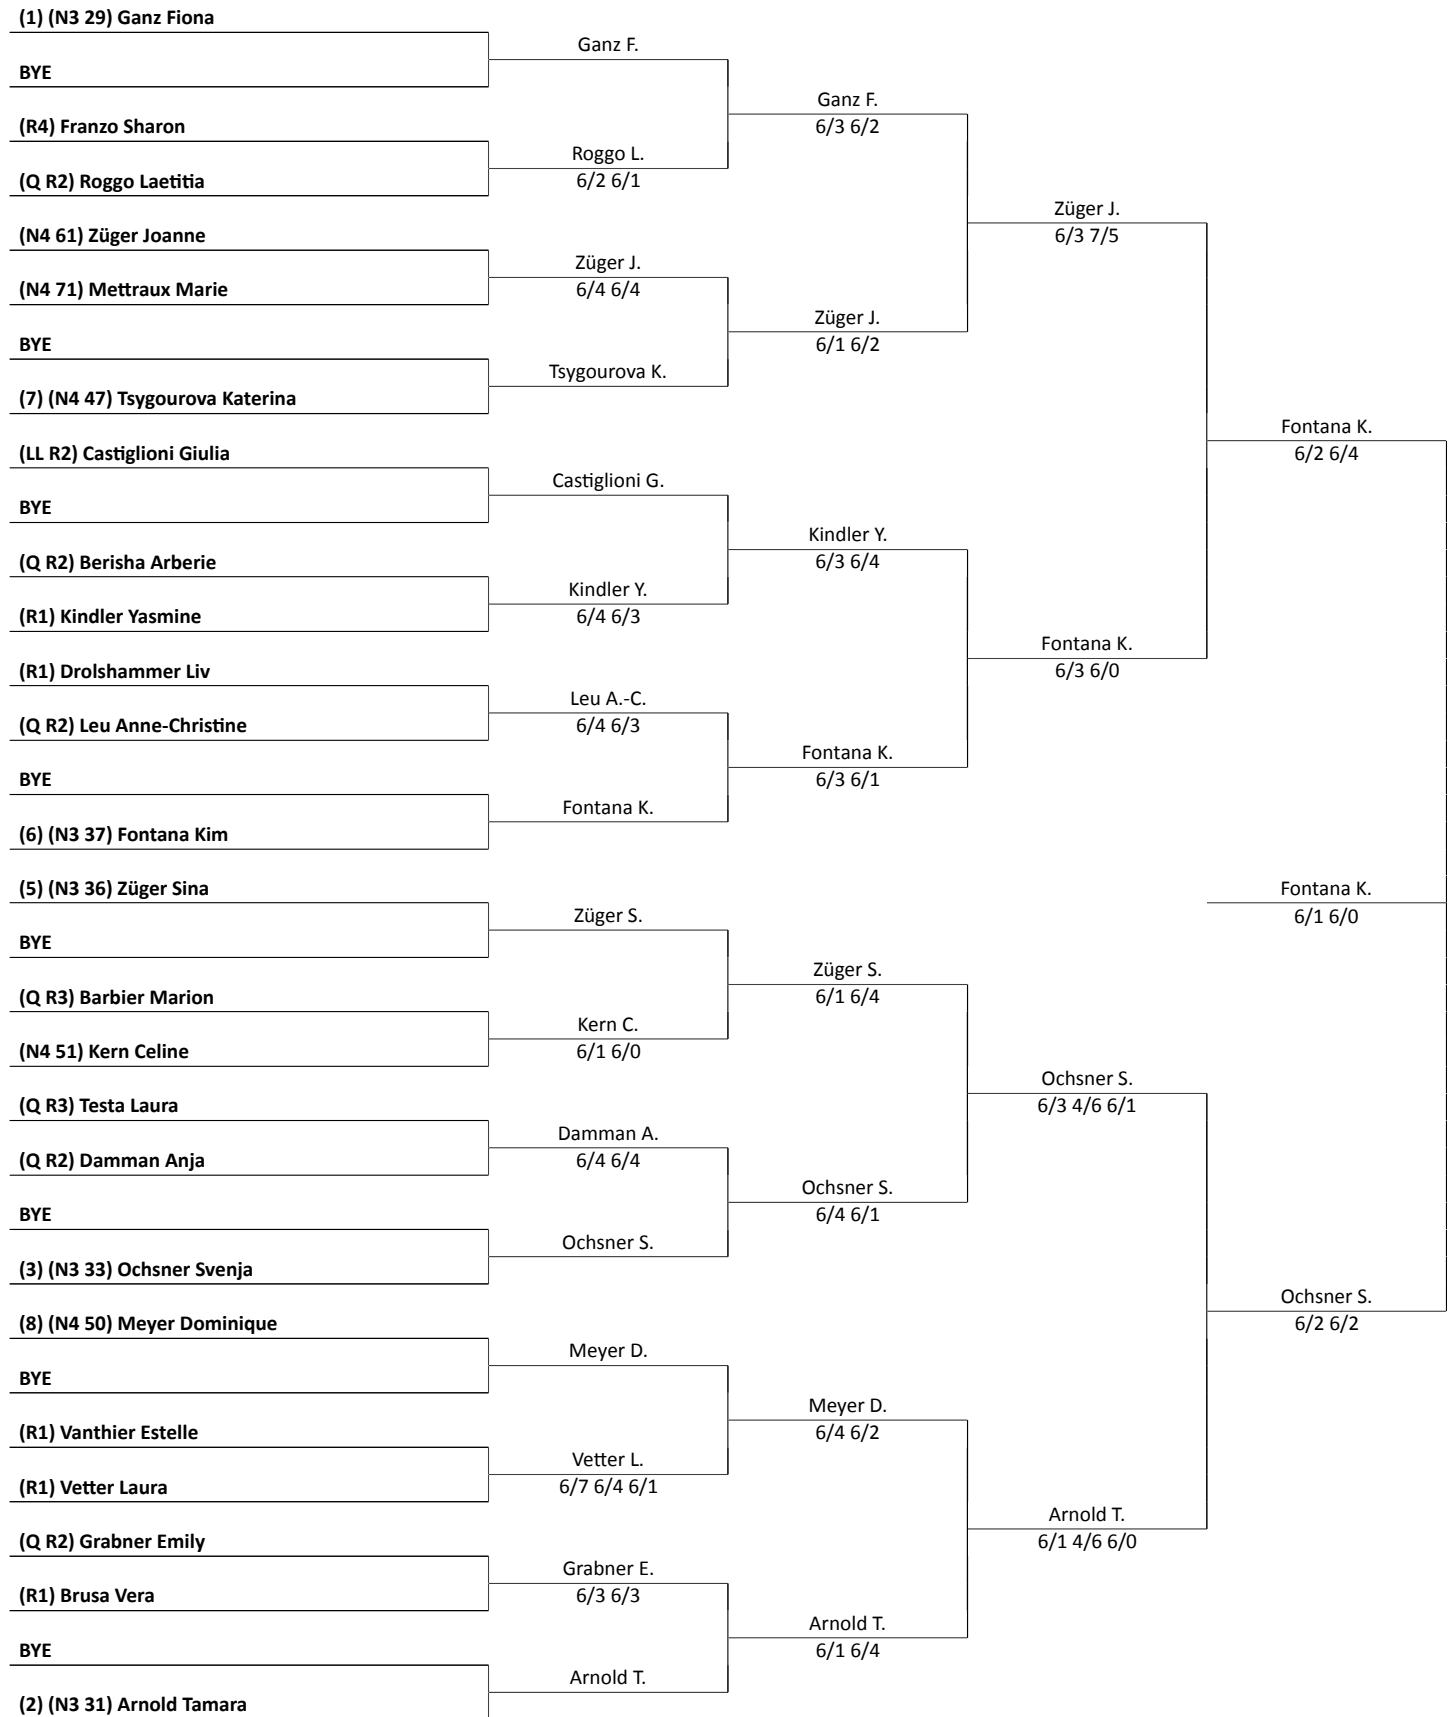 (1) (N3 29) Ganz Fiona
Ganz F.
BYE
Ganz F.
(R4) Franzo Sharon
6/3 6/2
Roggo L.
(Q R2) Roggo Laetitia
6/2 6/1
Züger J.
(N4 61) Züger Joanne
6/3 7/5
Züger J.
(N4 71) Mettraux Marie
6/4 6/4
Züger J.
BYE
6/1 6/2
Tsygourova K.
(7) (N4 47) Tsygourova Katerina
Fontana K.
(LL R2) Castiglioni Giulia
6/2 6/4
Castiglioni G.
BYE
Kindler Y.
(Q R2) Berisha Arberie
6/3 6/4
Kindler Y.
(R1) Kindler Yasmine
6/4 6/3
Fontana K.
(R1) Drolshammer Liv
6/3 6/0
Leu A.-C.
(Q R2) Leu Anne-Christine
6/4 6/3
Fontana K.
BYE
6/3 6/1
Fontana K.
(6) (N3 37) Fontana Kim
(5) (N3 36) Züger Sina
Fontana K.
Züger S.
6/1 6/0
BYE
Züger S.
(Q R3) Barbier Marion
6/1 6/4
Kern C.
(N4 51) Kern Celine
6/1 6/0
Ochsner S.
(Q R3) Testa Laura
6/3 4/6 6/1
Damman A.
(Q R2) Damman Anja
6/4 6/4
Ochsner S.
BYE
6/4 6/1
Ochsner S.
(3) (N3 33) Ochsner Svenja
Ochsner S.
(8) (N4 50) Meyer Dominique
6/2 6/2
Meyer D.
BYE
Meyer D.
(R1) Vanthier Estelle
6/4 6/2
Vetter L.
(R1) Vetter Laura
6/7 6/4 6/1
Arnold T.
(Q R2) Grabner Emily
6/1 4/6 6/0
Grabner E.
(R1) Brusa Vera
6/3 6/3
Arnold T.
BYE
6/1 6/4
Arnold T.
(2) (N3 31) Arnold Tamara